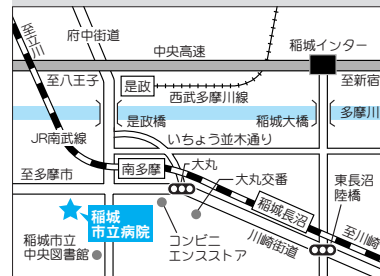 至立川
府中街道
中央高速
稲城インター
至八王子
是政
至新宿
西武多摩川線
多摩川
是政橋
稲城大橋
JR南武線
いちょう並木通り
至多摩市
南多摩
大丸
大丸交番
稲城長沼
東長沼
陸橋
稲城
市立病院
コンビニ
エンスストア
川崎街道
至川崎
稲城市立
中央図書館